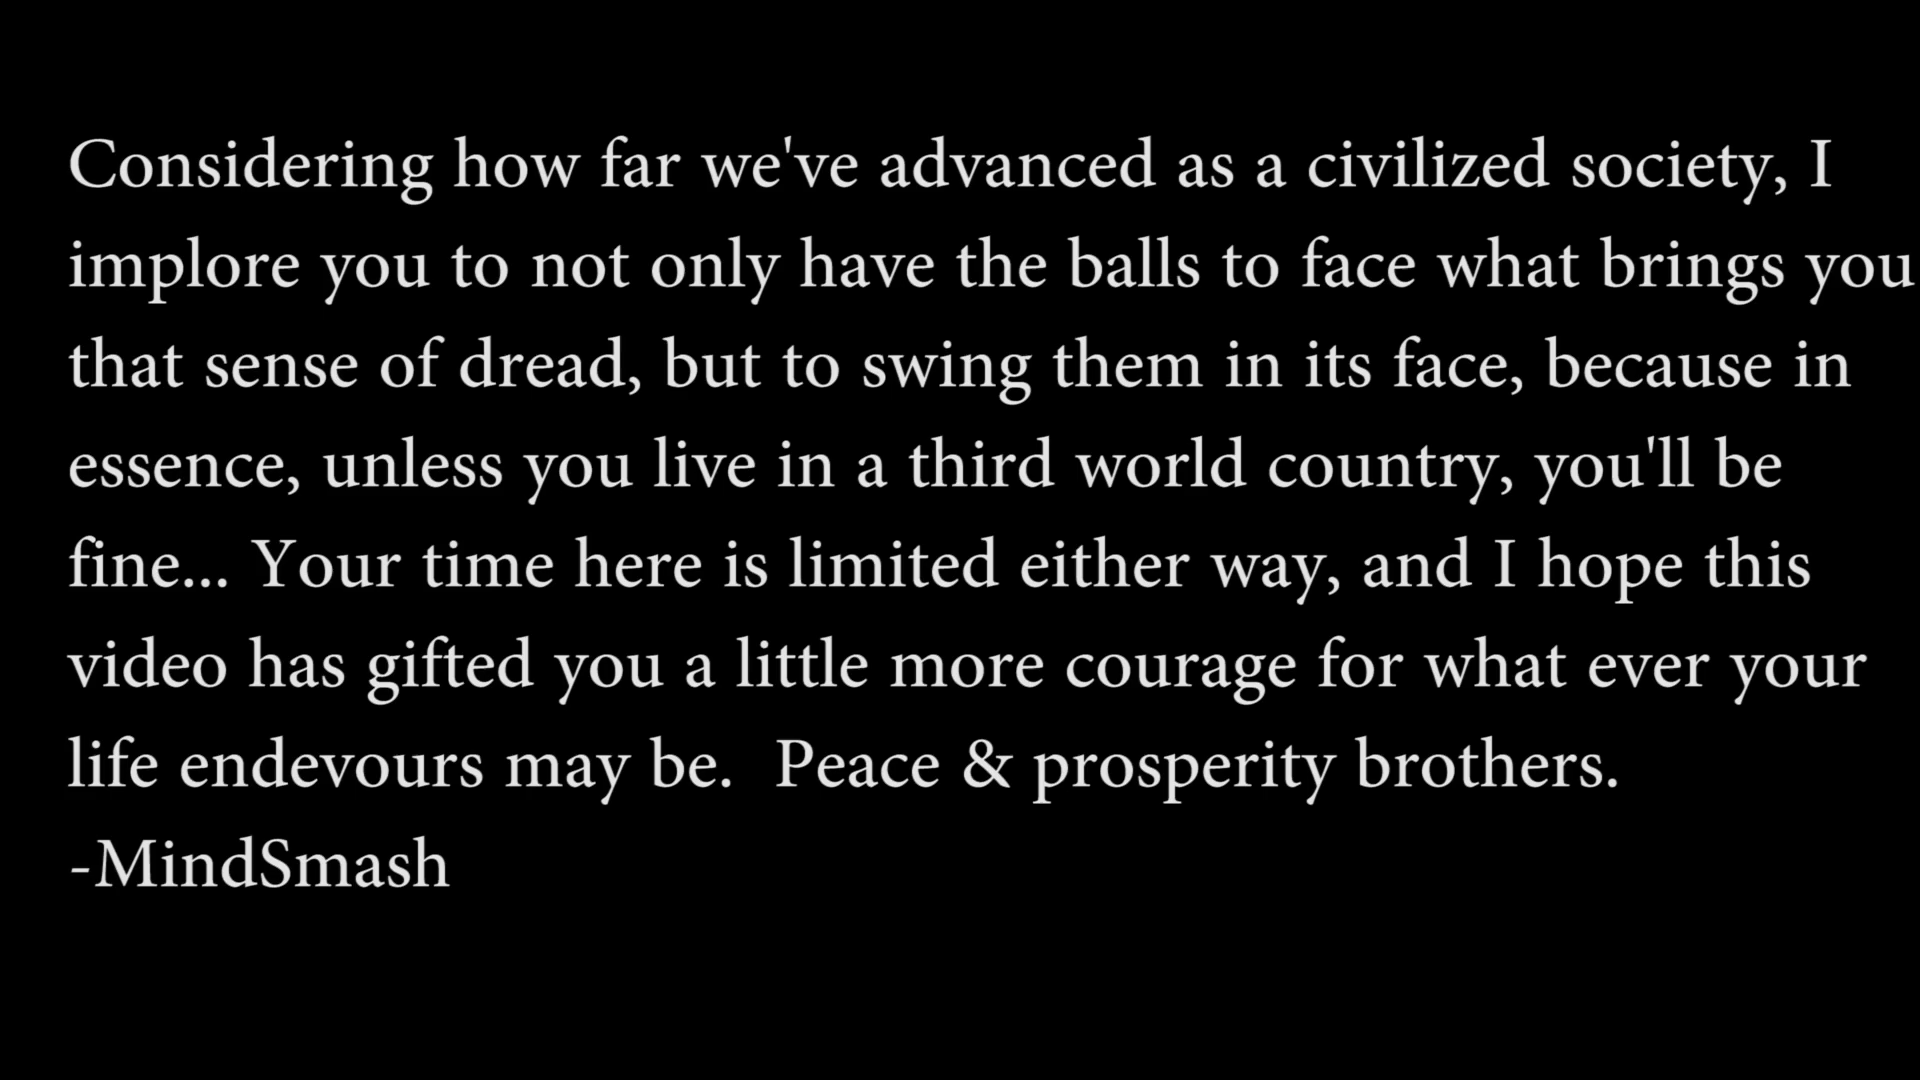 Considering how far we've advanced as a civilized society, I
implore you to not only have the balls to face what brings you
that sense of dread, but to swing them in its face, because in
essence, unless you live in a third world country, you'll be
fine... Your time here is limited either way, and I hope this
video has gifted you a little more courage for what ever your
life endevours may be.  Peace & prosperity brothers.
-MindSmash